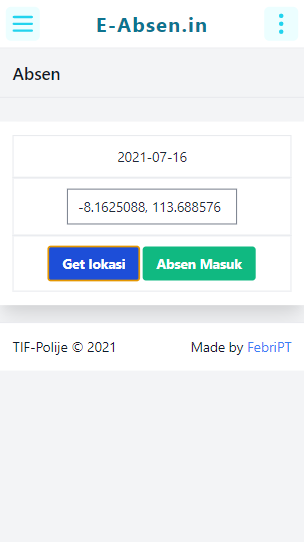 E-Absen.in
Absen
2021-07-16
-8.1625088, 113.688576
Get lokasi Absen Masuk
TIF-Polije © 2021 Made by FebriPT